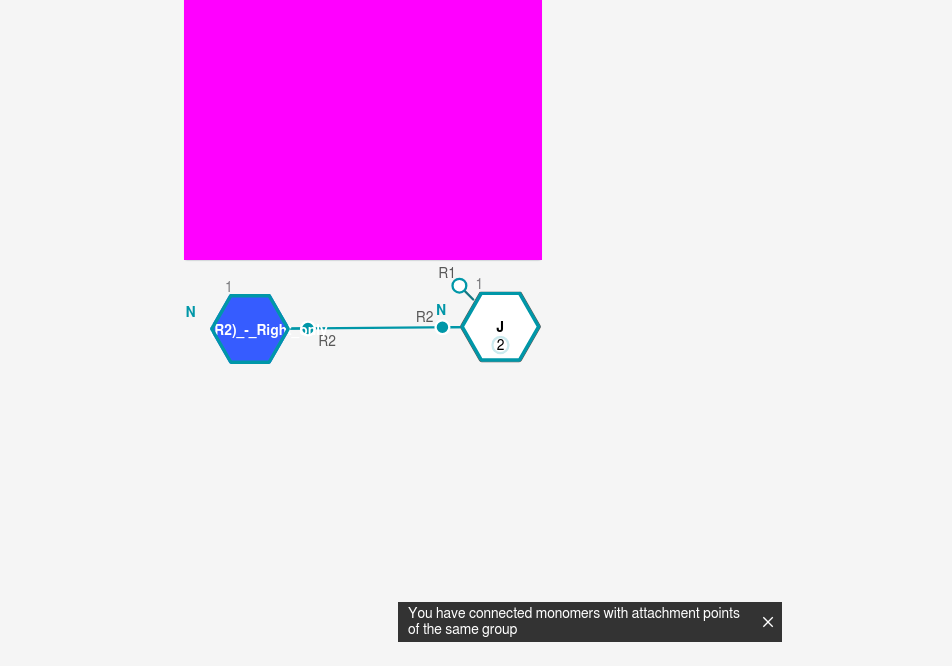 R1
1
1
N
N
R2
R2)_-_Righ
J
R2
2
You have connected monomers with attachment points
of the same group